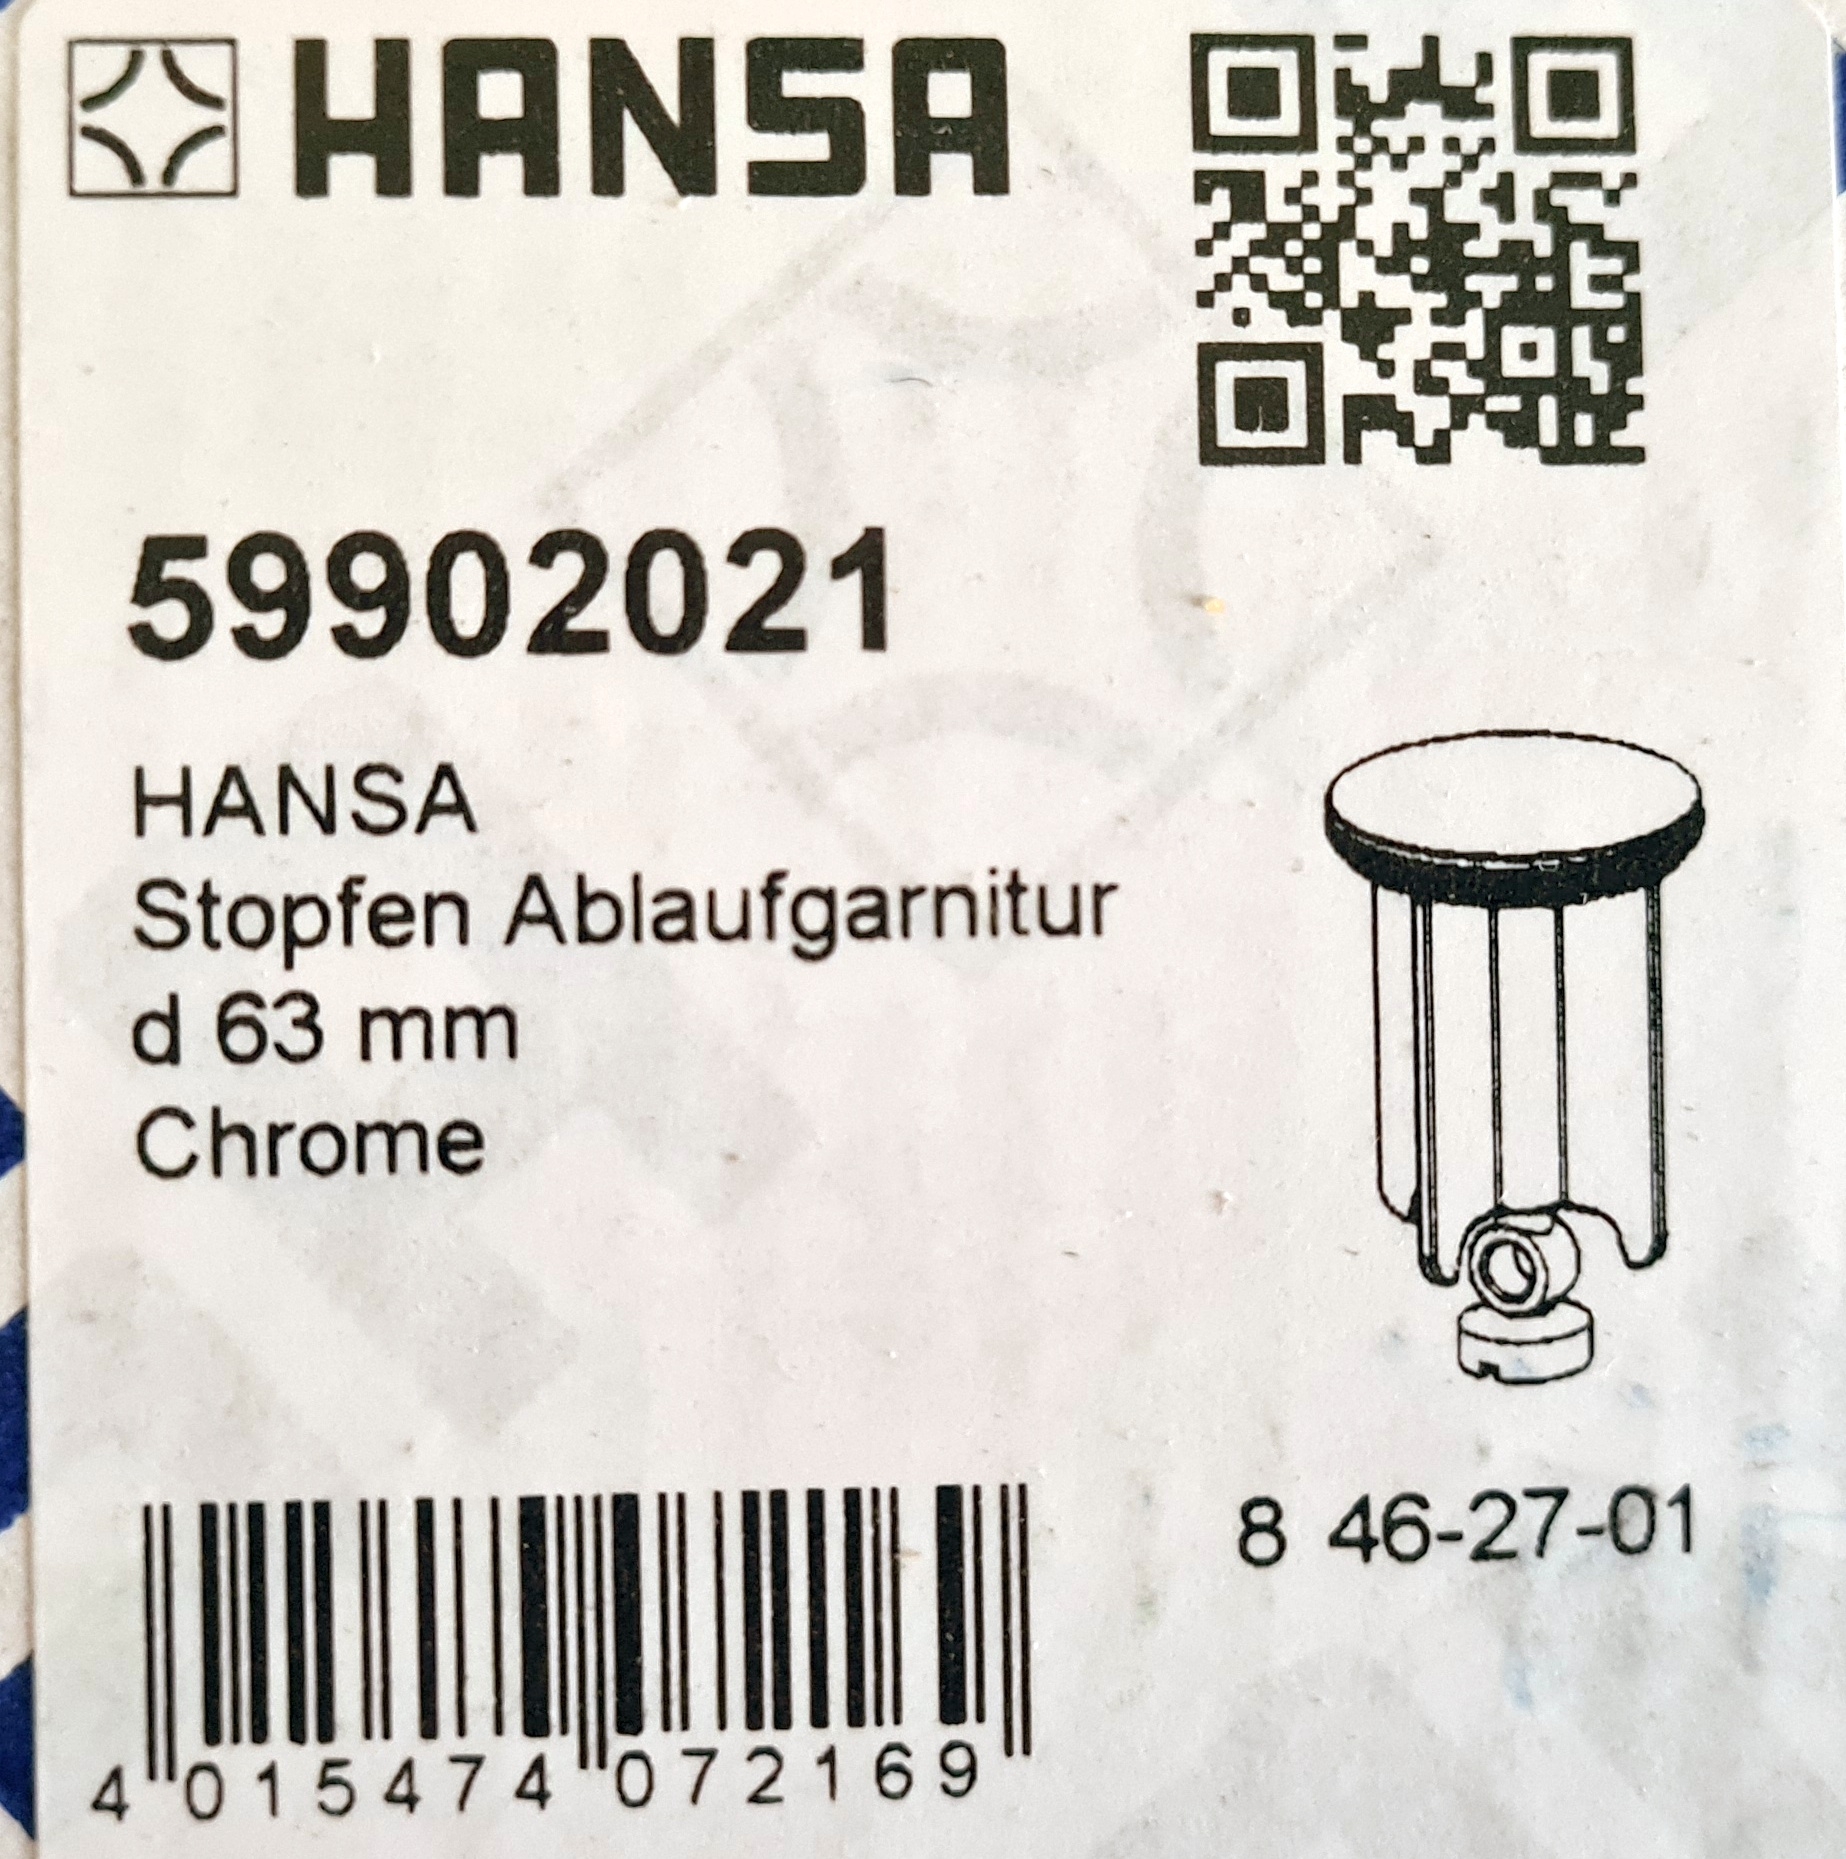 HANSA
59902021
HANSA
Stopfen Ablaufgarnitur
d 63 mm
Chrome
8 46-27-01
4 015474 072169